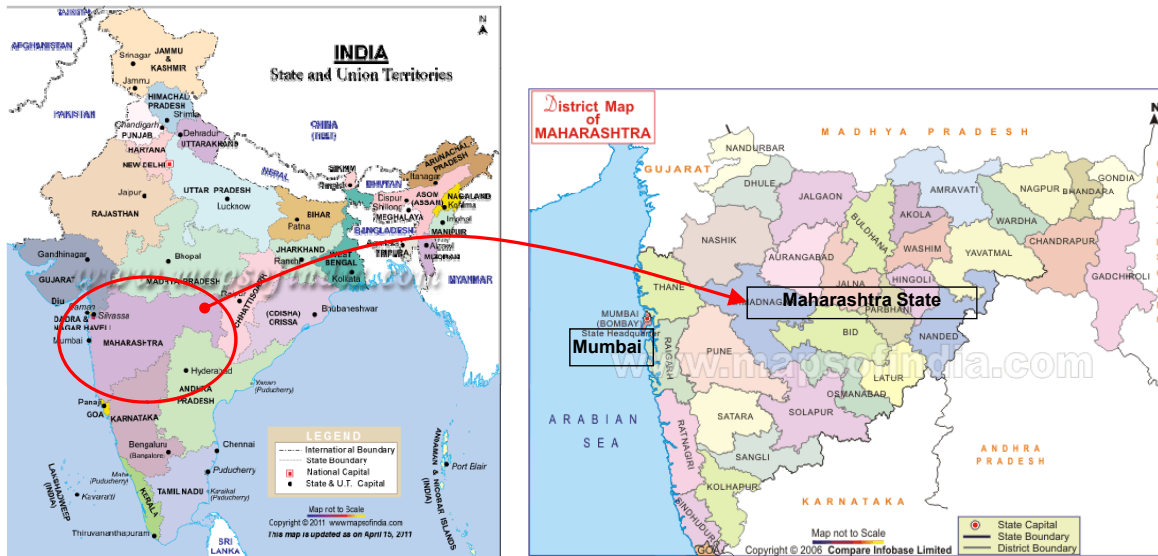 INDIA
State and Union Territories
N
AFGHANISTAN
PAKISTAN
CHINA
(TIBET)
NEPAL
BHUTAN
BANGLADESH
MYANMAR
SRI
LANKA
JAMMU
&
KASHMIR
Srinagar
Jammu
HIMACHAL
PRADESH
Shimla
Chandigarh
PUNJAB
Dehradun
UTTARAKHAND
HARYANA
NEW DELHI
RAJASTHAN
Jaipur
UTTAR PRADESH
Lucknow
BIHAR
Patna
SIKKIM
ARUNACHAL
PRADESH
Itanagar
Dispur
ASOM
(ASSAM)
NAGALAND
Kohima
Shillong
MEGHALAYA
Imphal
MANIPUR
TRIPURA
MIZORAM
JHARKHAND
Ranchi
WEST
BENGAL
Kolkata
Gandhinagar
GUJARAT
Bhopal
MADHYA PRADESH
CHHATTISGARH
Diu
Daman
Silvassa
DADRA &
NAGAR HAVELI
Mumbai
MAHARASHTRA
(ODISHA)
ORISSA
Bhubaneshwar
Hyderabad
ANDHRA
PRADESH
Yanam
(Puducherry)
Panaji
GOA
KARNATAKA
Bengaluru
(Bangalore)
Chennai
Puducherry
Mahe
(Puducherry)
Karaikal
(Puducherry)
TAMIL NADU
KERALA
Kavaratti
LAKSHADWEEP
(INDIA)
Thiruvananthapuram
Port Blair
ANDAMAN & NICOBAR ISLANDS
(INDIA)
www.mapsofindia.com
LEGEND
International Boundary
State Boundary
National Capital
State & U.T. Capital
Map not to Scale
Copyright © 2011 www.mapsofindia.com
This map is updated as on April 15, 2011
District Map
of
MAHARASHTRA
N
MADHYA PRADESH
GUJARAT
NANDURBAR
DHULE
JALGAON
NASHIK
BULDHANA
AKOLA
AMRAVATI
NAGPUR
BHANDARA
GONDIA
WARDHA
WASHIM
YAVATMAL
CHANDRAPUR
GADCHIROLI
AURANGABAD
JALNA
HINGOLI
PARBHANI
NANDED
THANE
Maharashtra State
MUMBAI
(BOMBAY)
State Headquarter
Mumbai
RAIGARH
PUNE
BID
LATUR
OSMANABAD
SOLAPUR
SATARA
RATNAGIRI
SANGLI
KOLHAPUR
SINDHUDURG
GOA
ARABIAN
SEA
ANDHRA
PRADESH
KARNATAKA
www.mapsofindia.com
Map not to Scale
Copyright © 2006 Compare Infobase Limited
State Capital
State Boundary
District Boundary